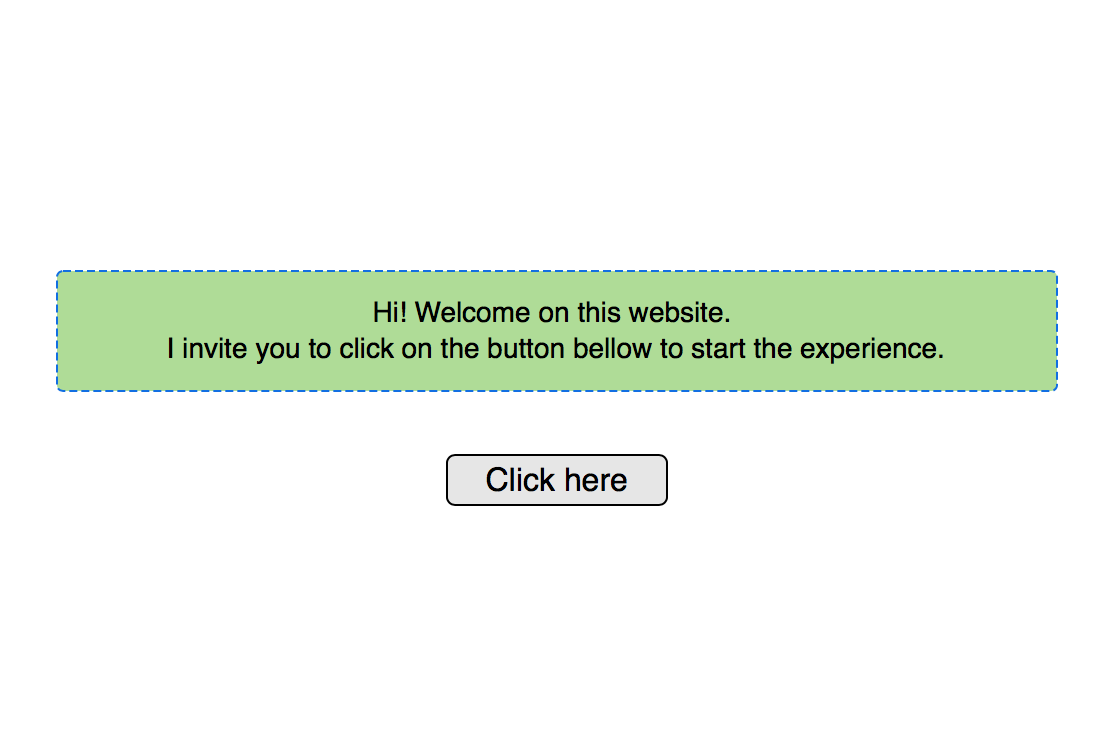 Hi! Welcome on this website.
I invite you to click on the button bellow to start the experience.
Click here